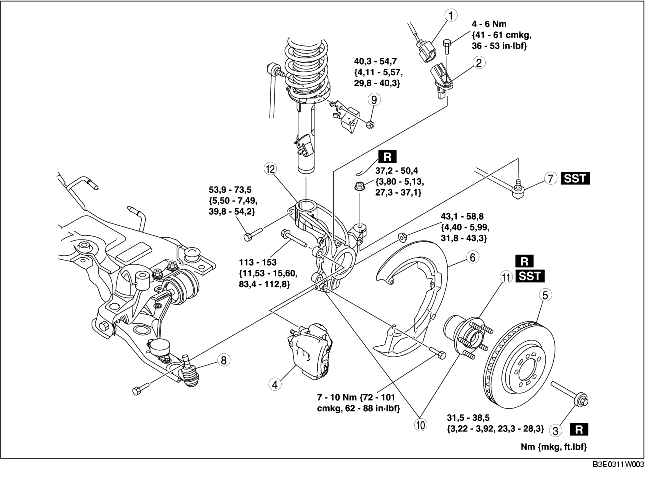 1
4 - 6 Nm
{41 - 61 cmkg,
36 - 53 in·lbf}
2
40,3 - 54,7
{4,11 - 5,57,
29,8 - 40,3}
9
R
12
37,2 - 50,4
{3,80 - 5,13,
27,3 - 37,1}
7 SST
53,9 - 73,5
{5,50 - 7,49,
39,8 - 54,2}
43,1 - 58,8
{4,40 - 5,99,
31,8 - 43,3}
6
113 - 153
{11,53 - 15,60,
83,4 - 112,8}
R
11 SST
5
8
4
7 - 10 Nm {72 - 101
cmkg, 62 - 88 in·lbf}
10
31,5 - 38,5
{3,22 - 3,92, 23,3 - 28,3}
3 R
Nm {mkg, ft.lbf}
B3E0311W003